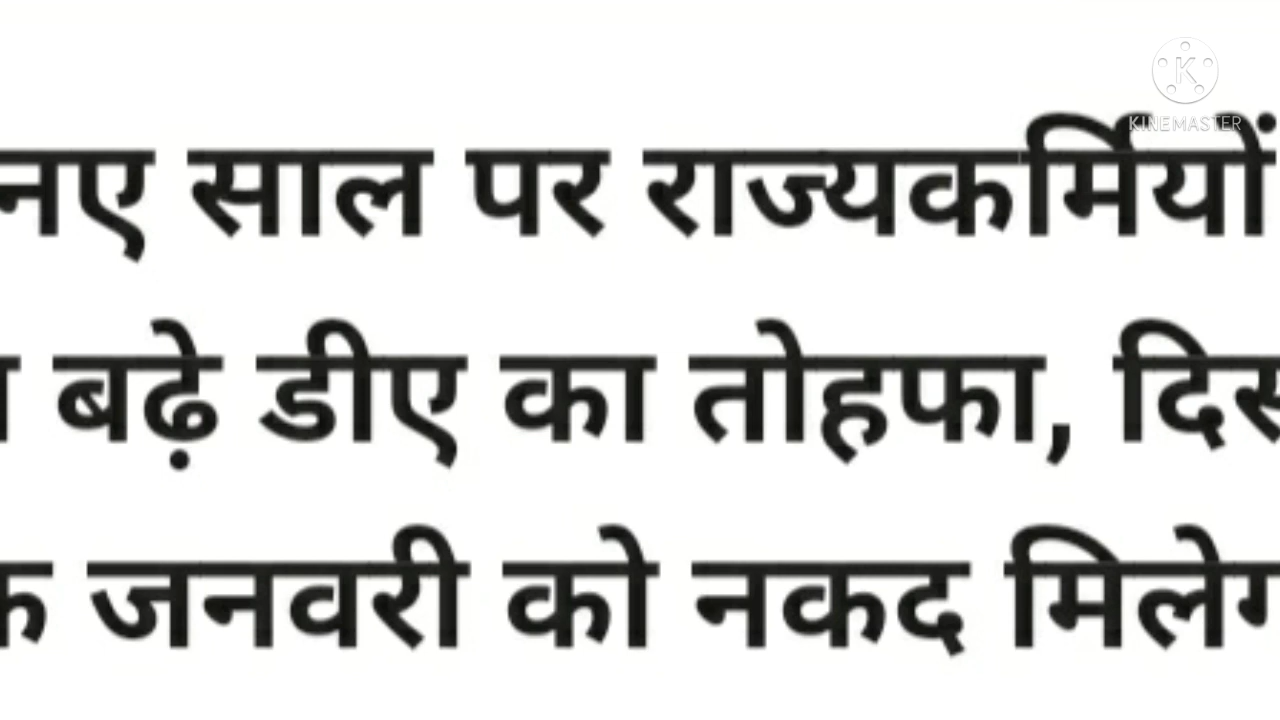 KINEMASTER
नए साल पर राज्यकर्मियों
बढ़े डीए का तोहफा,
जनवरी को नकद